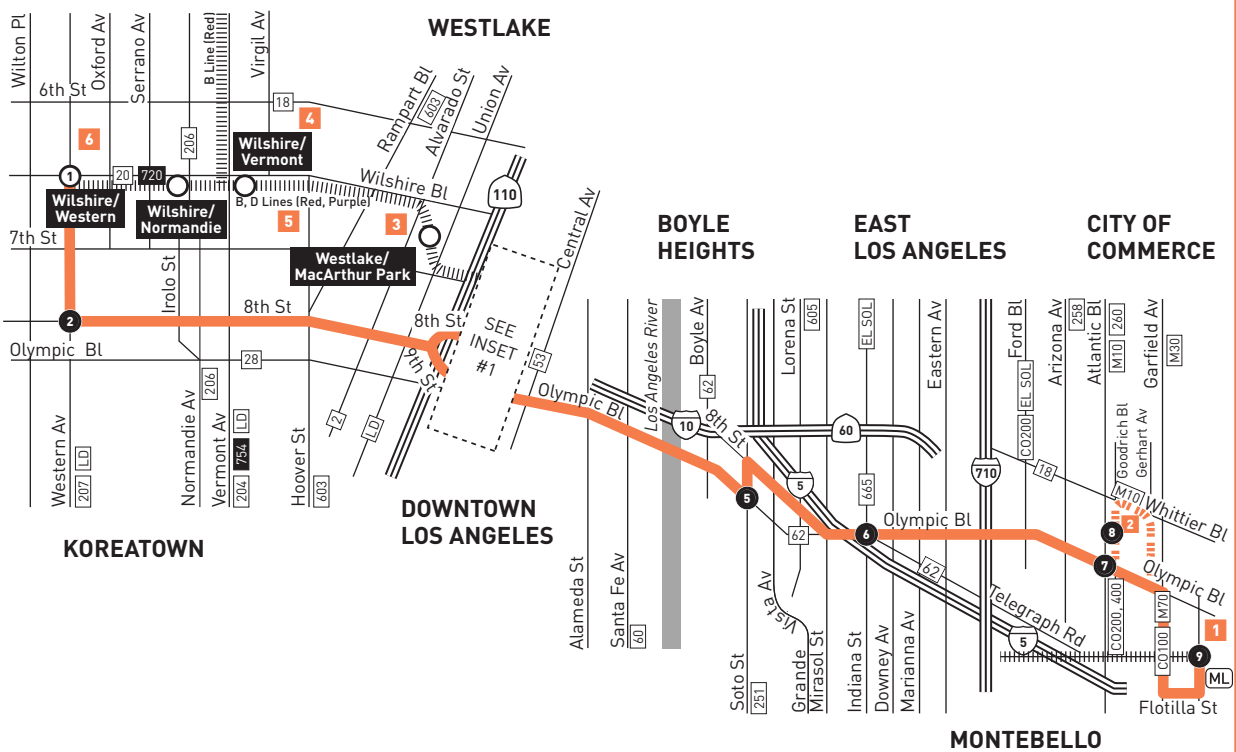 WESTLAKE
Wilton Pl
Oxford Av
Serrano Av
B Line (Red)
Virgil Av
6th St
18
206
6
4
Rampart Bl
603
Alvarado St
Union Av
Wilshire/
Vermont
1
20
720
Wilshire Bl
110
Wilshire/
Western
Wilshire/
Normandie
B, D Lines (Red, Purple)
5
3
Central Av
7th St
Westlake/
MacArthur Park
Irolo St
2
8th St
8th St
9th St
SEE
INSET
#1
53
Olympic Bl
28
206
Western Av
207
LD
Normandie Av
Vermont Av
204
754
LD
Hoover St
603
2
LD
KOREATOWN
DOWNTOWN
LOS ANGELES
BOYLE
HEIGHTS
EAST
LOS ANGELES
CITY OF
COMMERCE
Los Angeles River
Boyle Av
62
Lorena St
605
EL SOL
Eastern Av
Ford Bl
CO200
EL SOL
Arizona Av
258
Atlantic Bl
M10
260
Garfield Av
M30
Olympic Bl
10
8th St
60
Goodrich Bl
Gerhart Av
5
5
710
18
M10
Whittier Bl
665
Olympic Bl
62
6
8
2
7
62
Olympic Bl
Telegraph Rd
5
CO200, 400
CO100
M70
1
9
ML
Flotilla St
Alameda St
Santa Fe Av
60
Soto St
251
Grande
Vista Av
Mirasol St
Indiana St
Downey Av
Marianna Av
MONTEBELLO